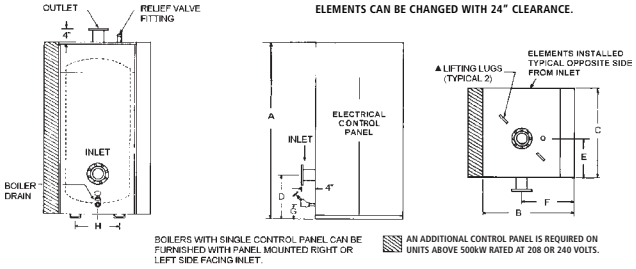 ELEMENTS CAN BE CHANGED WITH 24" CLEARANCE.
OUTLET
RELIEF VALVE
FITTING
4"
INLET
BOILER
DRAIN
H
A
ELECTRICAL
CONTROL
PANEL
INLET
4"
D
G
ELEMENTS INSTALLED
TYPICAL OPPOSITE SIDE
FROM INLET
▲ LIFTING LUGS
(TYPICAL 2)
C
E
F
B
BOILERS WITH SINGLE CONTROL PANEL CAN BE
FURNISHED WITH PANEL MOUNTED RIGHT OR
LEFT SIDE FACING INLET.
AN ADDITIONAL CONTROL PANEL IS REQUIRED ON
UNITS ABOVE 500kW RATED AT 208 OR 240 VOLTS.